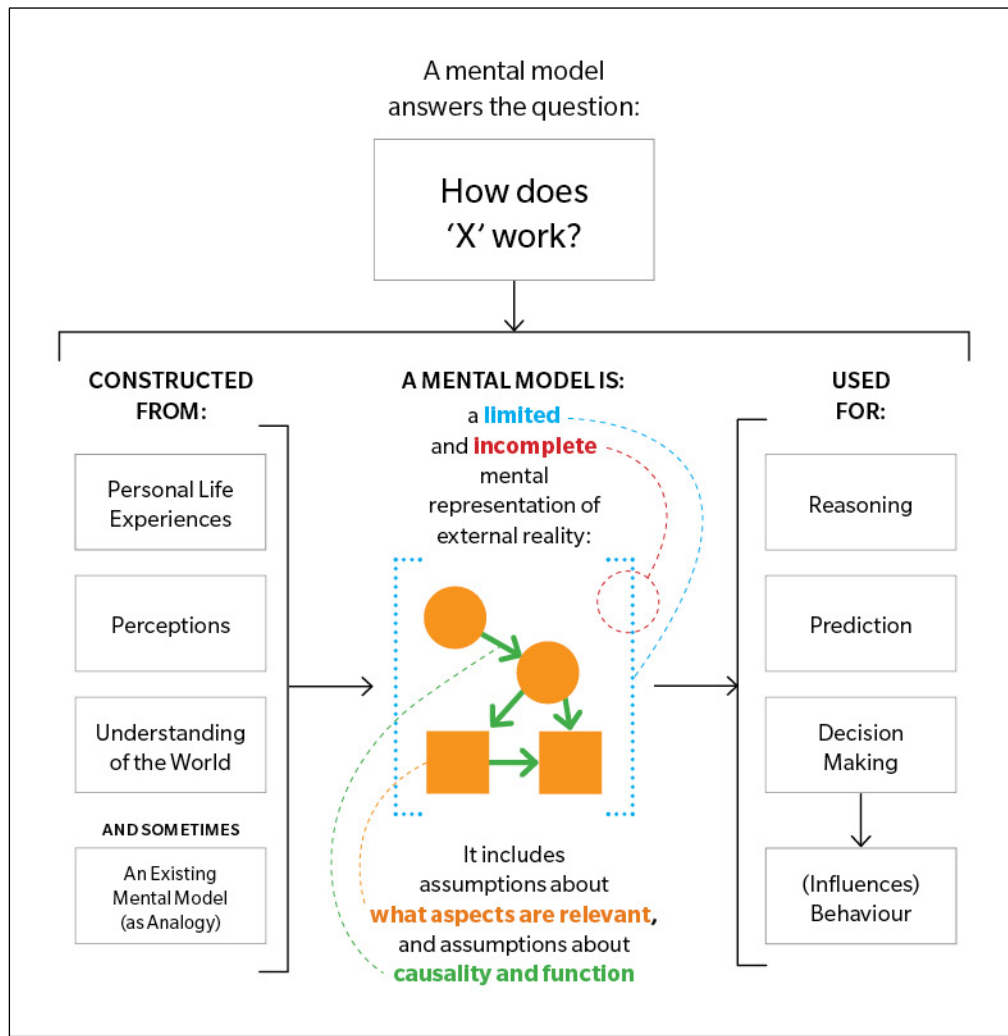 A mental model
answers the question:
How does
‘X’ work?
CONSTRUCTED
FROM:
Personal Life
Experiences
Perceptions
Understanding
of the World
AND SOMETIMES
An Existing
Mental Model
(as Analogy)
A MENTAL MODEL IS:
a limited
and incomplete
mental
representation of
external reality:
It includes
assumptions about
what aspects are relevant,
and assumptions about
causality and function
USED
FOR:
Reasoning
Prediction
Decision
Making
(Influences)
Behaviour